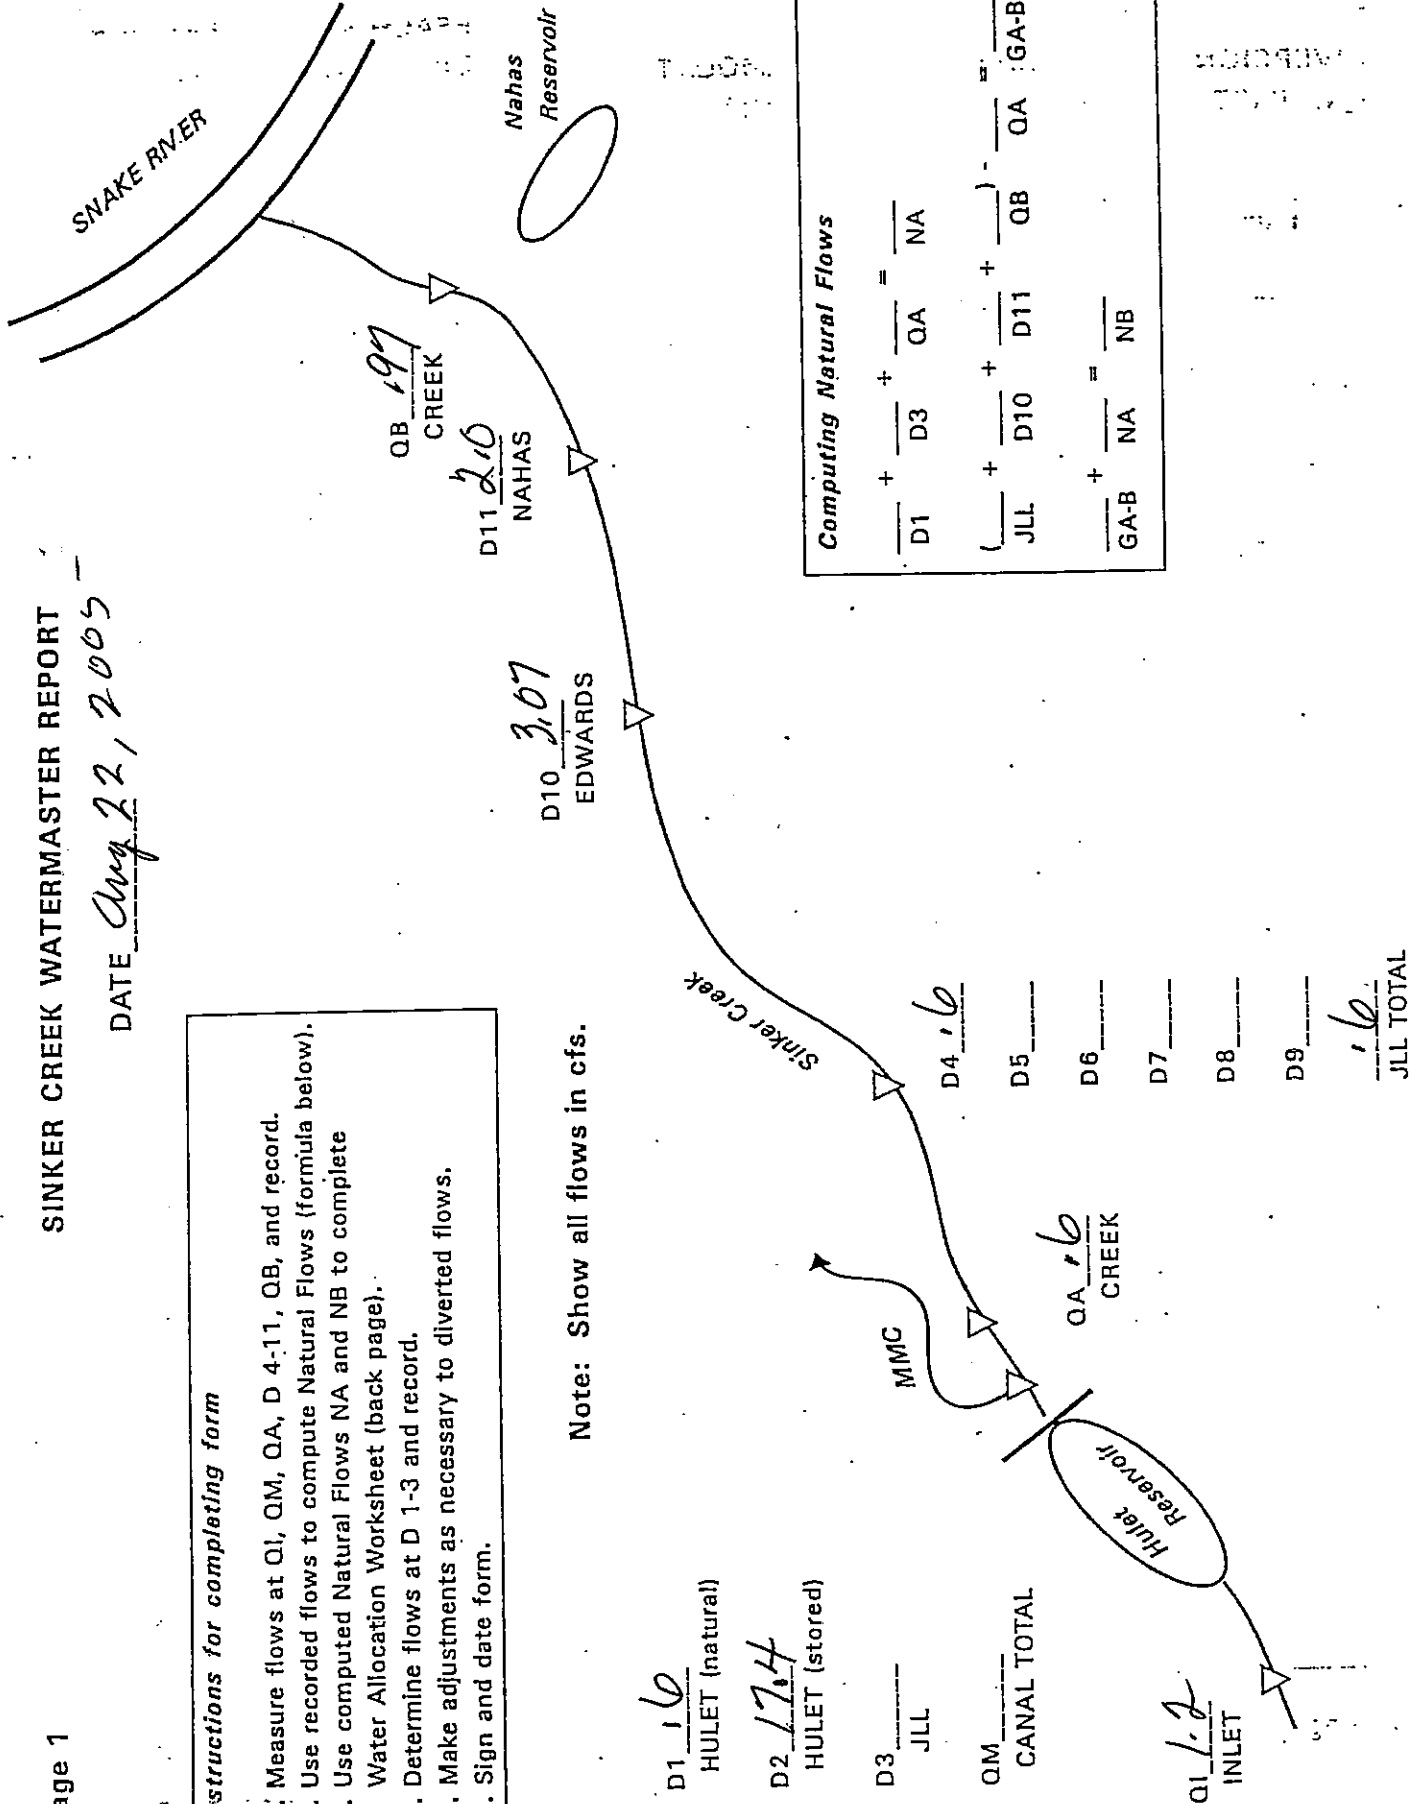 age 1
SINKER CREEK WATERMASTER REPORT
DATE Aug 22, 2005
structions for completing form
. Measure flows at QI, QM, QA, D 4-11, QB, and record.
. Use recorded flows to compute Natural Flows (formula below).
. Use computed Natural Flows NA and NB to complete
Water Allocation Worksheet (back page).
. Determine flows at D 1-3 and record.
. Make adjustments as necessary to diverted flows.
. Sign and date form.
Note: Show all flows in cfs.
SNAKE RIVER
Nahas
Reservoir
QB .97
CREEK
D11 2.0
NAHAS
D10 3.07
EDWARDS
Sinker Creek
MMC
Hulet
Reservoir
D1 .6
HULET (natural)
D2 17.4
HULET (stored)
D3
JLL
QM
CANAL TOTAL
QI 1.2
INLET
QA .6
CREEK
D4 .6
D5
D6
D7
D8
D9
.6
JLL TOTAL
Computing Natural Flows
+ + =
D1 D3 QA NA
( + + + ) - =
JLL D10 D11 QB QA GA-B
+ =
GA-B NA NB